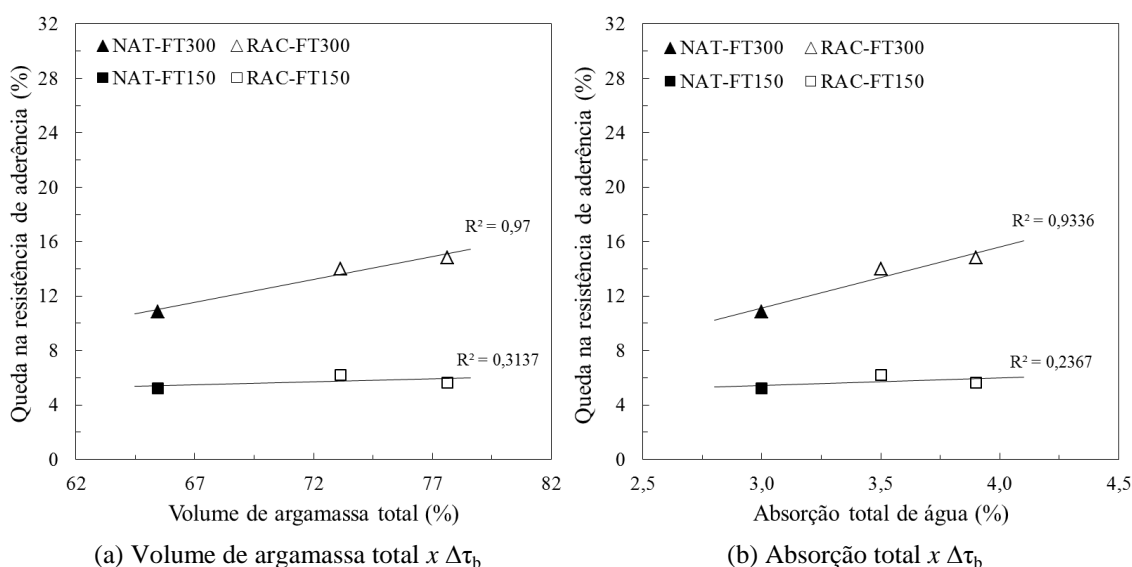 Queda na resistência de aderência (%)
32
28
24
20
16
12
8
4
0
▲ NAT-FT300 △ RAC-FT300
■ NAT-FT150 □ RAC-FT150
R² = 0,97
R² = 0,3137
62 67 72 77 82
Volume de argamassa total (%)
(a) Volume de argamassa total x Δτb
Queda na resistência de aderência (%)
32
28
24
20
16
12
8
4
0
▲ NAT-FT300 △ RAC-FT300
■ NAT-FT150 □ RAC-FT150
R² = 0,9336
R² = 0,2367
2,5 3,0 3,5 4,0 4,5
Absorção total de água (%)
(b) Absorção total x Δτb